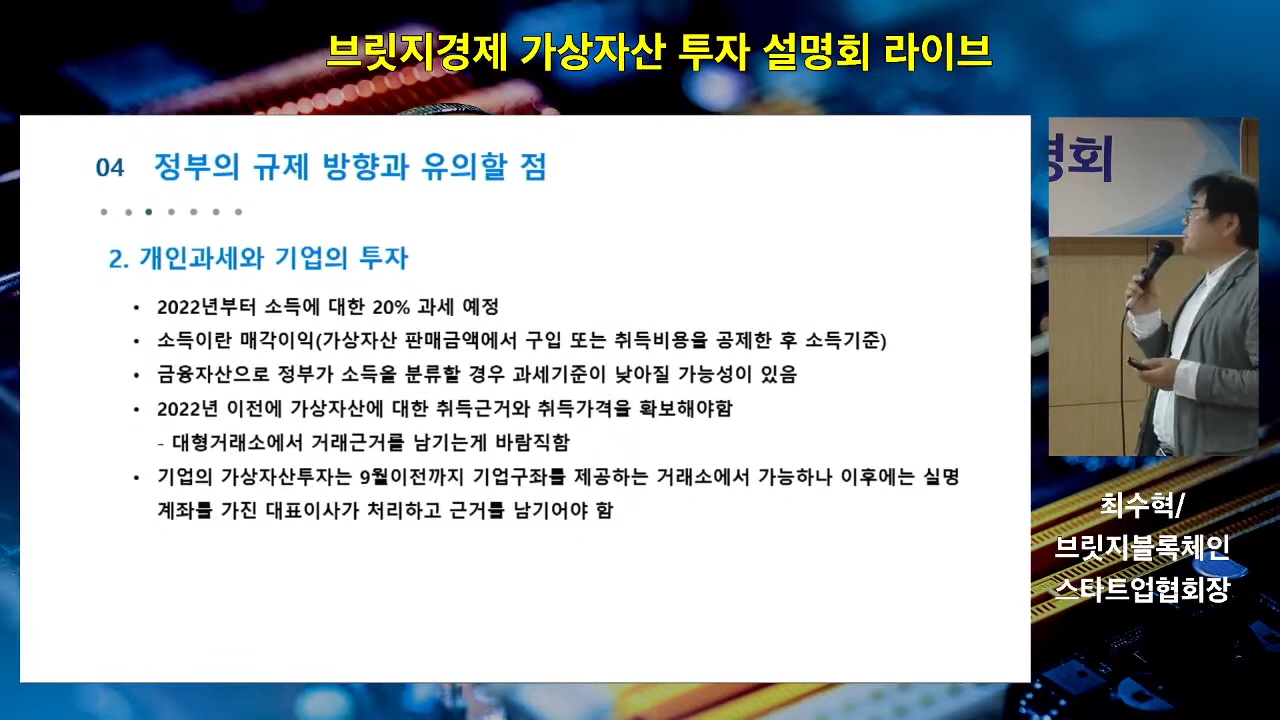 브릿지경제 가상자산 투자 설명회 라이브
04 정부의 규제 방향과 유의할 점
2. 개인과세와 기업의 투자
• 2022년부터 소득에 대한 20% 과세 예정
• 소득이란 매각이익(가상자산 판매금액에서 구입 또는 취득비용을 공제한 후 소득기준)
• 금융자산으로 정부가 소득을 분류할 경우 과세기준이 낮아질 가능성이 있음
• 2022년 이전에 가상자산에 대한 취득근거와 취득가격을 확보해야함
- 대형거래소에서 거래근거를 남기는게 바람직함
• 기업의 가상자산투자는 9월이전까지 기업구좌를 제공하는 거래소에서 가능하나 이후에는 실명
계좌를 가진 대표이사가 처리하고 근거를 남기어야 함
회
최수혁/
브릿지블록체인
스타트업협회장